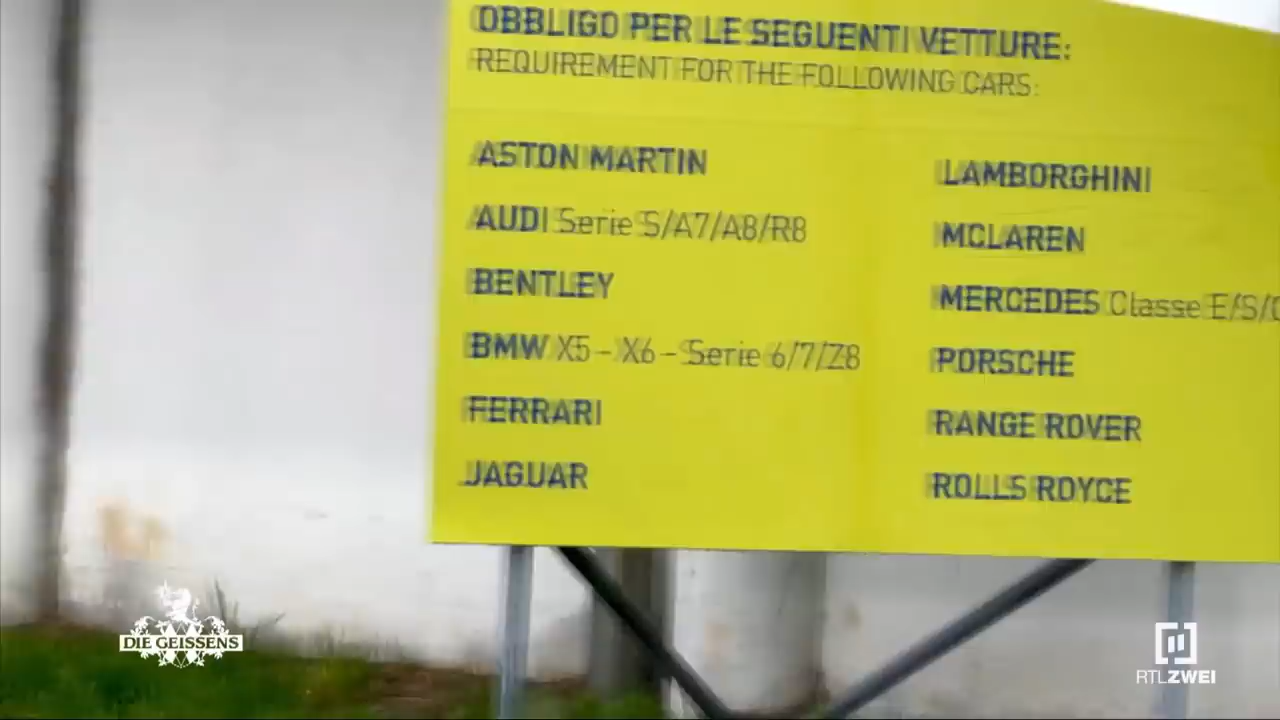 OBBLIGO PER LE SEGUENTI VETTURE:
REQUIREMENT FOR THE FOLLOWING CARS:
ASTON MARTIN
AUDI Serie S/A7/A8/R8
BENTLEY
BMW X5 – X6 – Serie 6/7/Z8
FERRARI
JAGUAR
LAMBORGHINI
MCLAREN
MERCEDES Classe E/S/
PORSCHE
RANGE ROVER
ROLLS ROYCE
DIE GEISSENS
RTLZWEI